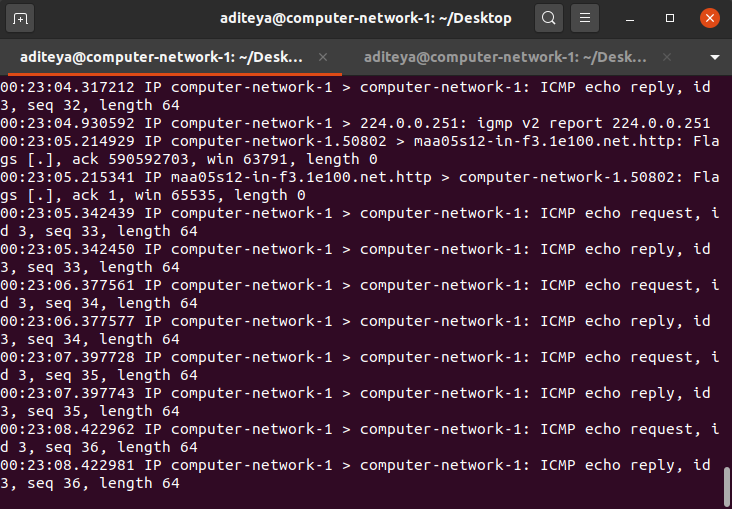 aditeya@computer-network-1: ~/Desktop
aditeya@computer-network-1: ~/Desk...
aditeya@computer-network-1: ~/Desk...
00:23:04.317212 IP computer-network-1 > computer-network-1: ICMP echo reply, id
3, seq 32, length 64
00:23:04.930592 IP computer-network-1 > 224.0.0.251: igmp v2 report 224.0.0.251
00:23:05.214929 IP computer-network-1.50802 > maa05s12-in-f3.1e100.net.http: Fla
gs [.], ack 590592703, win 63791, length 0
00:23:05.215341 IP maa05s12-in-f3.1e100.net.http > computer-network-1.50802: Fla
gs [.], ack 1, win 65535, length 0
00:23:05.342439 IP computer-network-1 > computer-network-1: ICMP echo request, i
d 3, seq 33, length 64
00:23:05.342450 IP computer-network-1 > computer-network-1: ICMP echo reply, id
3, seq 33, length 64
00:23:06.377561 IP computer-network-1 > computer-network-1: ICMP echo request, i
d 3, seq 34, length 64
00:23:06.377577 IP computer-network-1 > computer-network-1: ICMP echo reply, id
3, seq 34, length 64
00:23:07.397728 IP computer-network-1 > computer-network-1: ICMP echo request, i
d 3, seq 35, length 64
00:23:07.397743 IP computer-network-1 > computer-network-1: ICMP echo reply, id
3, seq 35, length 64
00:23:08.422962 IP computer-network-1 > computer-network-1: ICMP echo request, i
d 3, seq 36, length 64
00:23:08.422981 IP computer-network-1 > computer-network-1: ICMP echo reply, id
3, seq 36, length 64